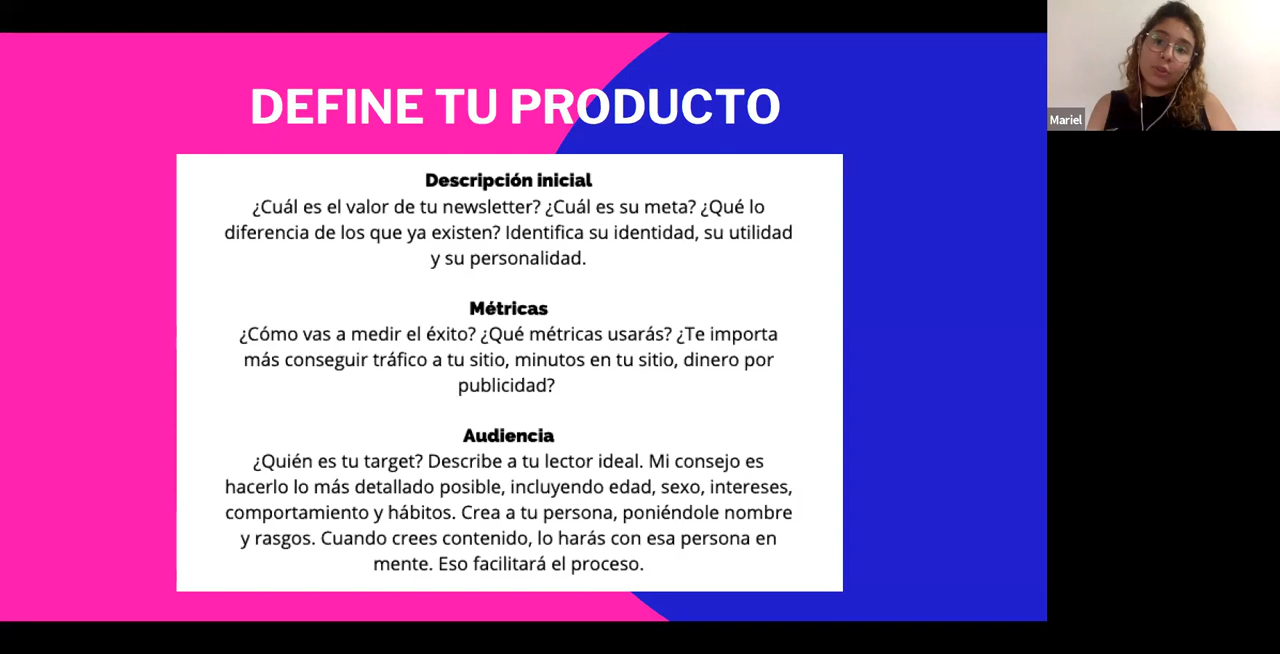 DEFINE TU PRODUCTO
Descripción inicial
¿Cuál es el valor de tu newsletter? ¿Cuál es su meta? ¿Qué lo
diferencia de los que ya existen? Identifica su identidad, su utilidad
y su personalidad.
Métricas
¿Cómo vas a medir el éxito? ¿Qué métricas usarás? ¿Te importa
más conseguir tráfico a tu sitio, minutos en tu sitio, dinero por
publicidad?
Audiencia
¿Quién es tu target? Describe a tu lector ideal. Mi consejo es
hacerlo lo más detallado posible, incluyendo edad, sexo, intereses,
comportamiento y hábitos. Crea a tu persona, poniéndole nombre
y rasgos. Cuando crees contenido, lo harás con esa persona en
mente. Eso facilitará el proceso.
Mariel